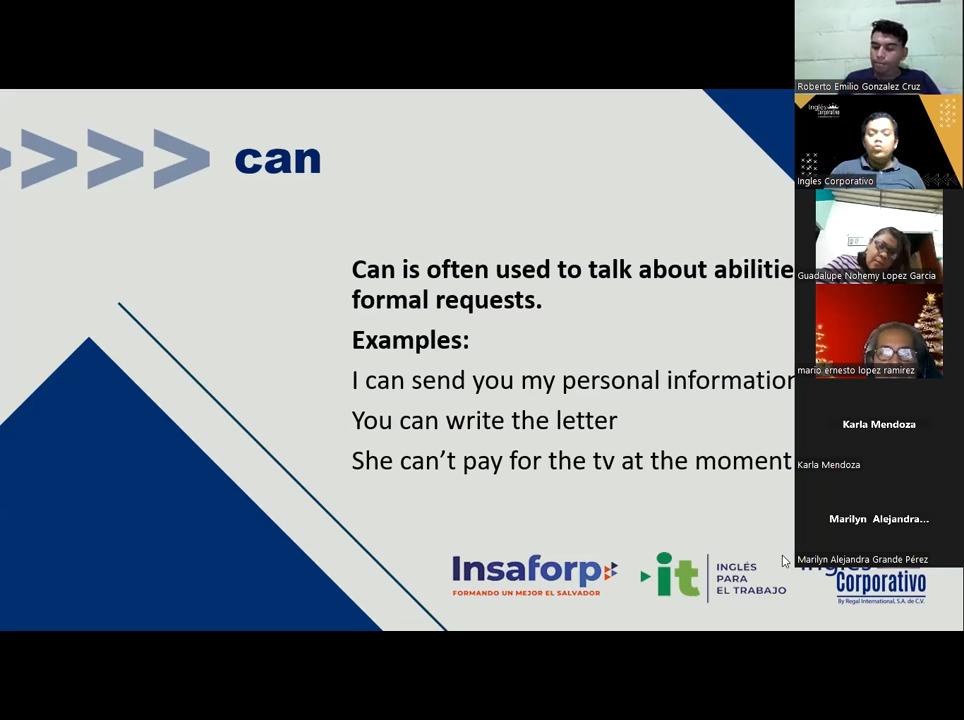 can
Can is often used to talk about abilitie
formal requests.
Examples:
I can send you my personal information
You can write the letter
She can't pay for the tv at the moment
Insaforp
FORMANDO UN MEJOR EL SALVADOR
it
INGLÉS
PARA
EL TRABAJO
Corporativo
By Regal International, S.A. de C.V.
Roberto Emilio Gonzalez Cruz
Inglés
Corporativo
Ingles Corporativo
Guadalupe Nohemy Lopez Garcia
mario ernesto lopez ramirez
Karla Mendoza
Karla Mendoza
Marilyn Alejandra...
Marilyn Alejandra Grande Pérez